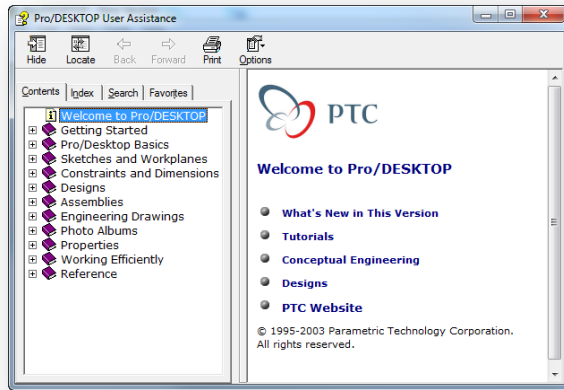 Pro/DESKTOP User Assistance
Hide Locate Back Forward Print Options
Contents Index Search Favorites
Welcome to Pro/DESKTOP
Getting Started
Pro/Desktop Basics
Sketches and Workplanes
Constraints and Dimensions
Designs
Assemblies
Engineering Drawings
Photo Albums
Properties
Working Efficiently
Reference
PTC
Welcome to Pro/DESKTOP
What's New in This Version
Tutorials
Conceptual Engineering
Designs
PTC Website
© 1995-2003 Parametric Technology Corporation.
All rights reserved.